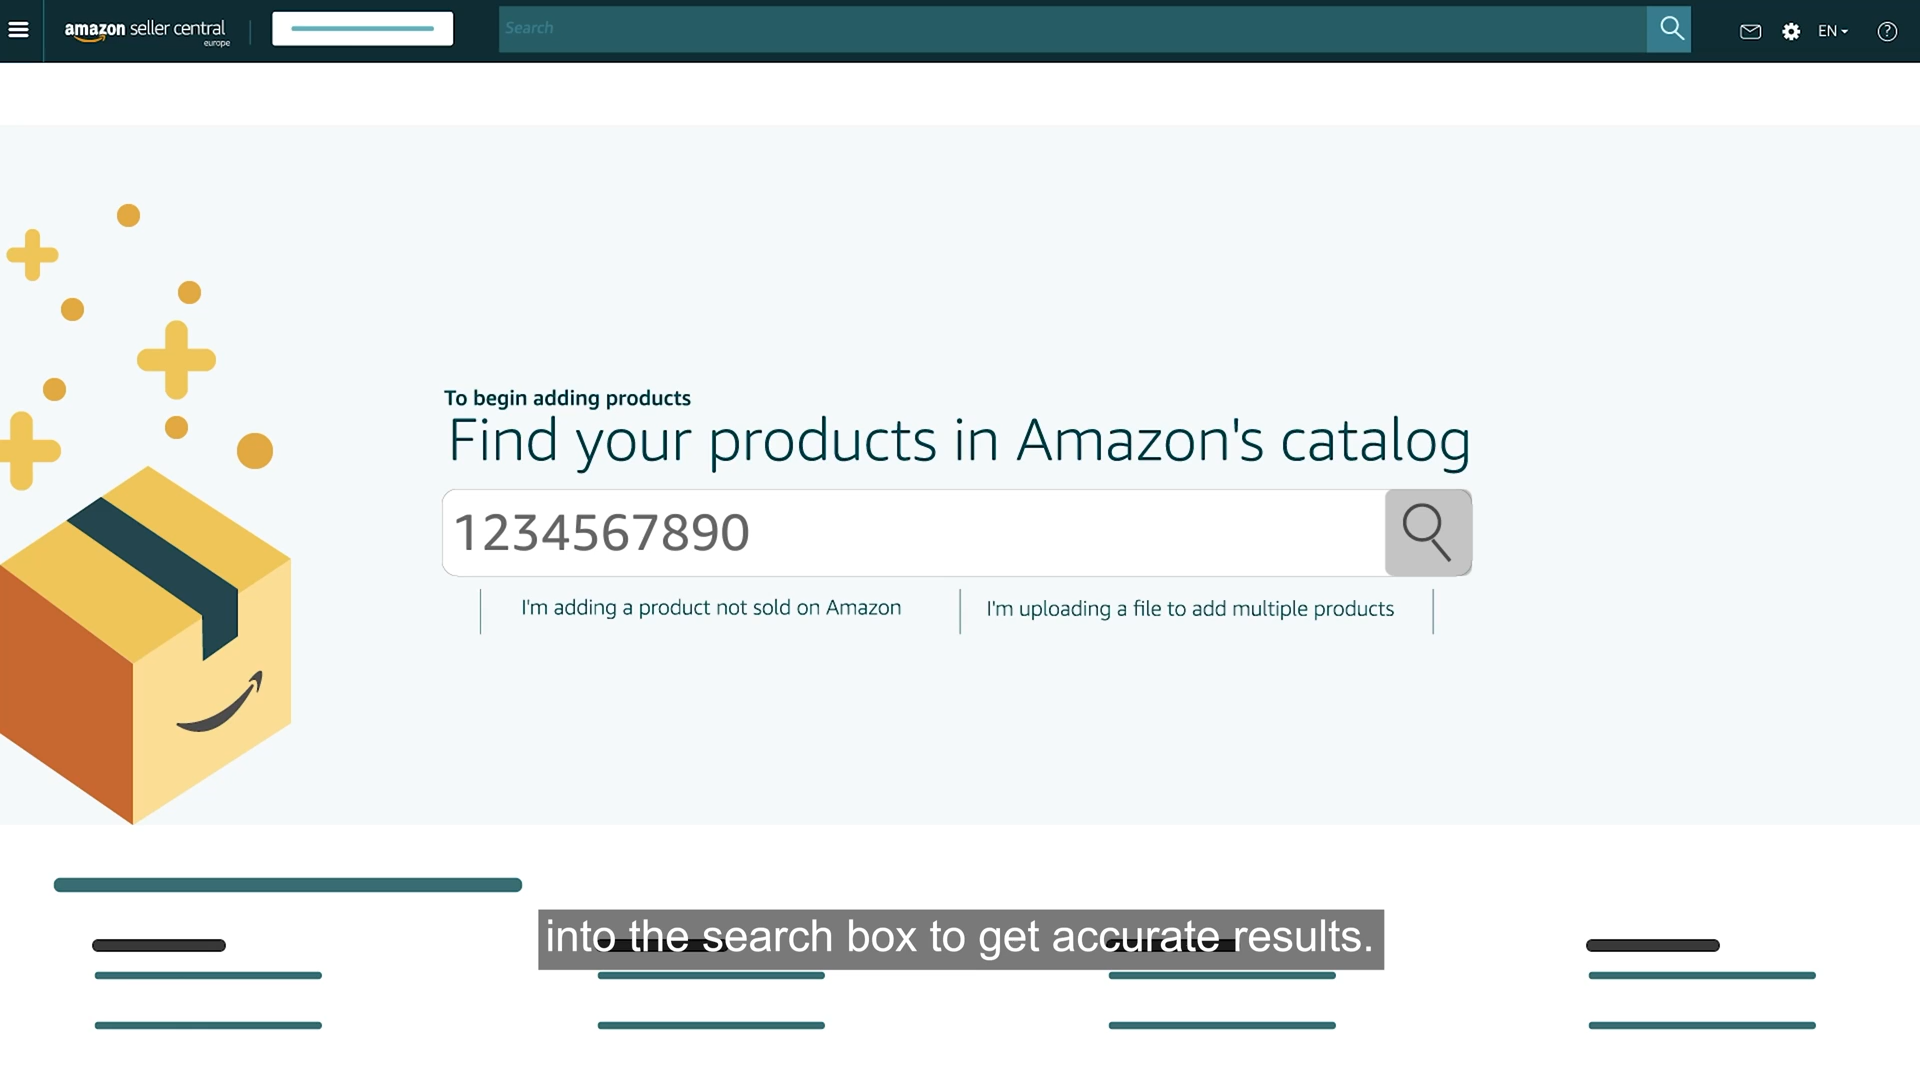 amazon seller central
europe
Search
EN
?
To begin adding products
Find your products in Amazon's catalog
1234567890
I'm adding a product not sold on Amazon
I'm uploading a file to add multiple products
into the search box to get accurate results.